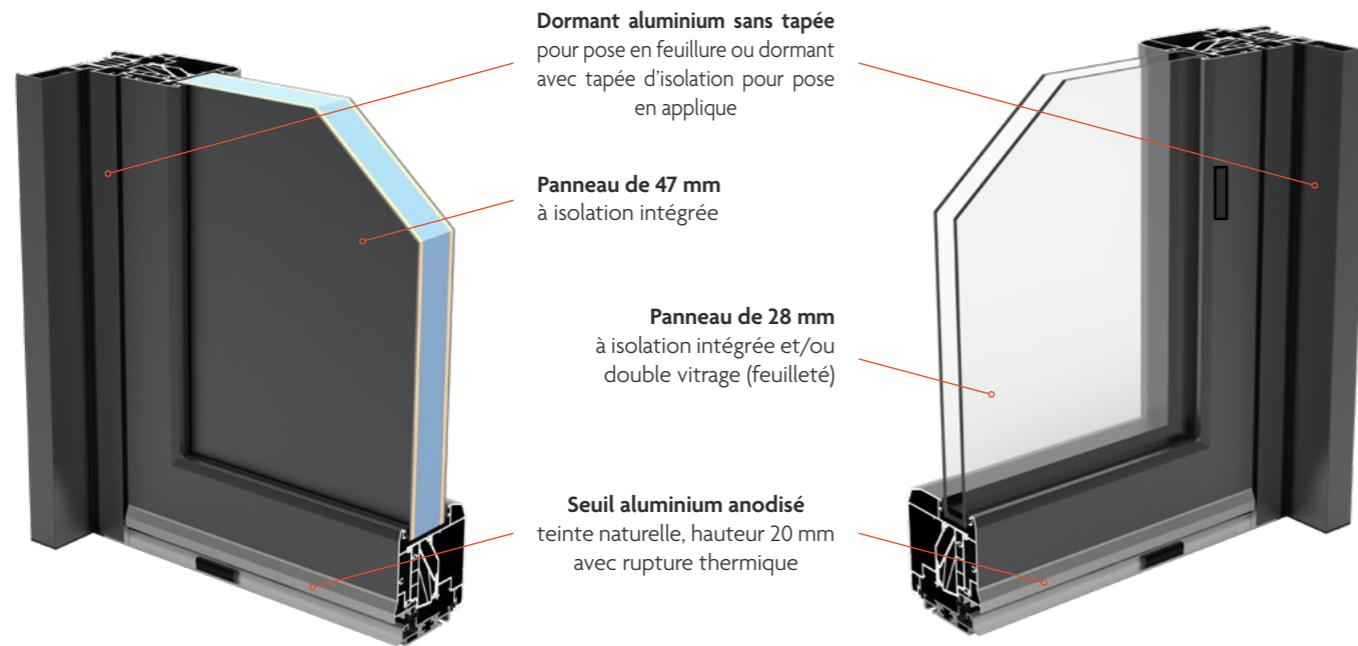 Dormant aluminium sans tapée
pour pose en feuillure ou dormant
avec tapée d’isolation pour pose
en applique
Panneau de 47 mm
à isolation intégrée
Panneau de 28 mm
à isolation intégrée et/ou
double vitrage (feuilleté)
Seuil aluminium anodisé
teinte naturelle, hauteur 20 mm
avec rupture thermique